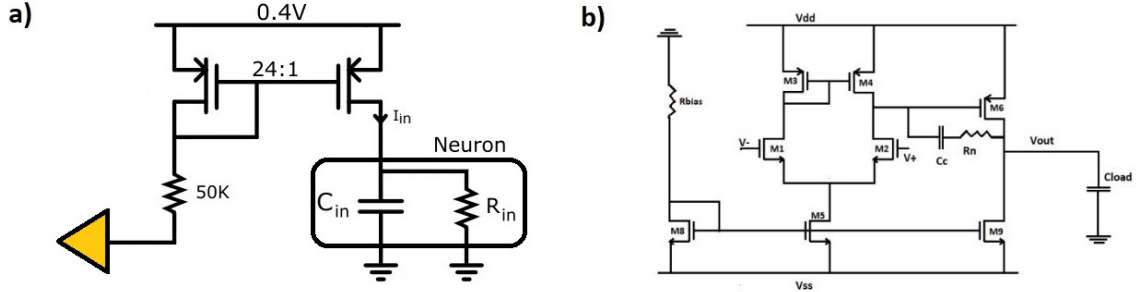 a)
0.4V
24:1
I_in
Neuron
50K
C_in
R_in
b)
Vdd
M3
M4
Rbias
M6
V-
M1
M2
V+
Cc
Rn
Vout
Cload
M8
M5
M9
Vss